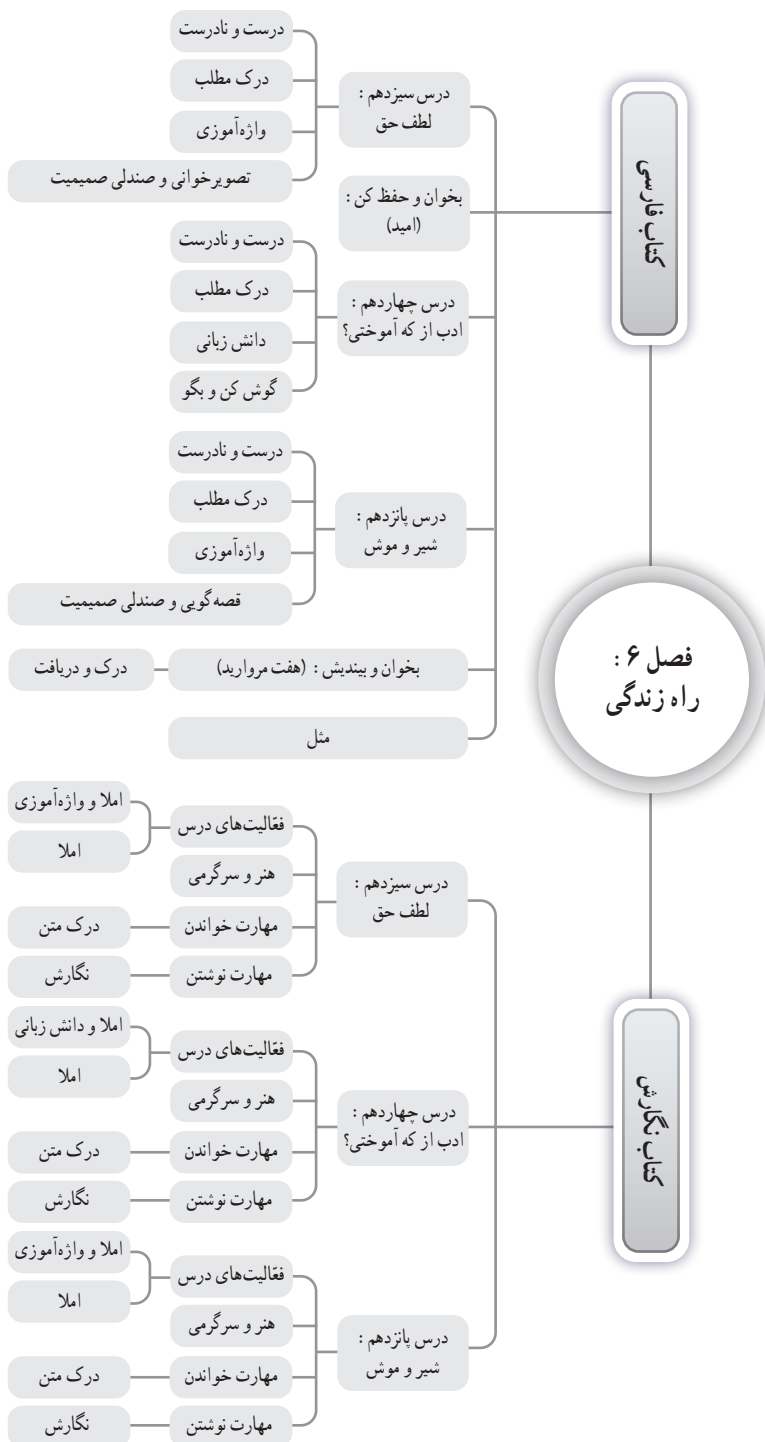 فصل ۶ :
راه زندگی
کتاب فارسی
درس سیزدهم :
لطف حق
درست و نادرست
درک مطلب
واژه‌آموزی
تصویرخوانی و صندلی صمیمیت
بخوان و حفظ کن :
(امید)
درس چهاردهم :
ادب از که آموختی؟
درست و نادرست
درک مطلب
دانش زبانی
گوش کن و بگو
درس پانزدهم :
شیر و موش
درست و نادرست
درک مطلب
واژه‌آموزی
قصه‌گویی و صندلی صمیمیت
بخوان و بیندیش : (هفت مروارید)
درک و دریافت
مثل
کتاب نگارش
درس سیزدهم :
لطف حق
فعّالیت‌های درس
املا و واژه‌آموزی
املا
هنر و سرگرمی
مهارت خواندن
درک متن
مهارت نوشتن
نگارش
درس چهاردهم :
ادب از که آموختی؟
فعّالیت‌های درس
املا و دانش زبانی
املا
هنر و سرگرمی
مهارت خواندن
درک متن
مهارت نوشتن
نگارش
درس پانزدهم :
شیر و موش
فعّالیت‌های درس
املا و واژه‌آموزی
املا
هنر و سرگرمی
مهارت خواندن
درک متن
مهارت نوشتن
نگارش